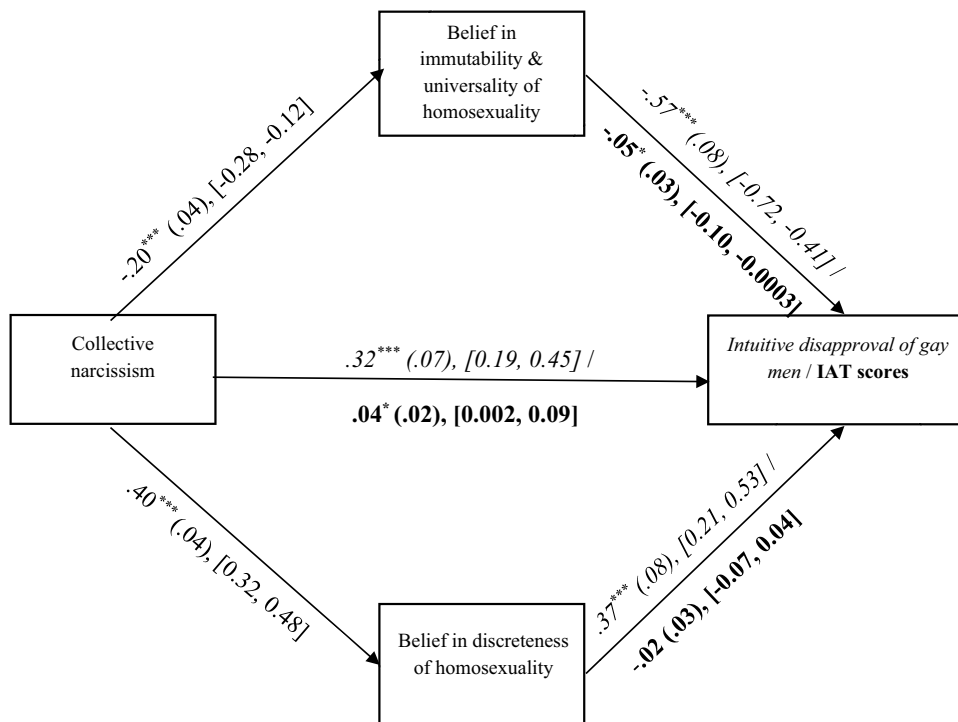 Belief in
immutability &
universality of
homosexuality
-.20*** (.04), [-0.28, -0.12]
-.57*** (.08), [-0.72, -0.41] /
-.05* (.03), [-0.10, -0.0003]
Collective
narcissism
.32*** (.07), [0.19, 0.45] /
.04* (.02), [0.002, 0.09]
Intuitive disapproval of gay
men / IAT scores
.40*** (.04), [0.32, 0.48]
.37*** (.08), [0.21, 0.53] /
-.02 (.03), [-0.07, 0.04]
Belief in discreteness
of homosexuality